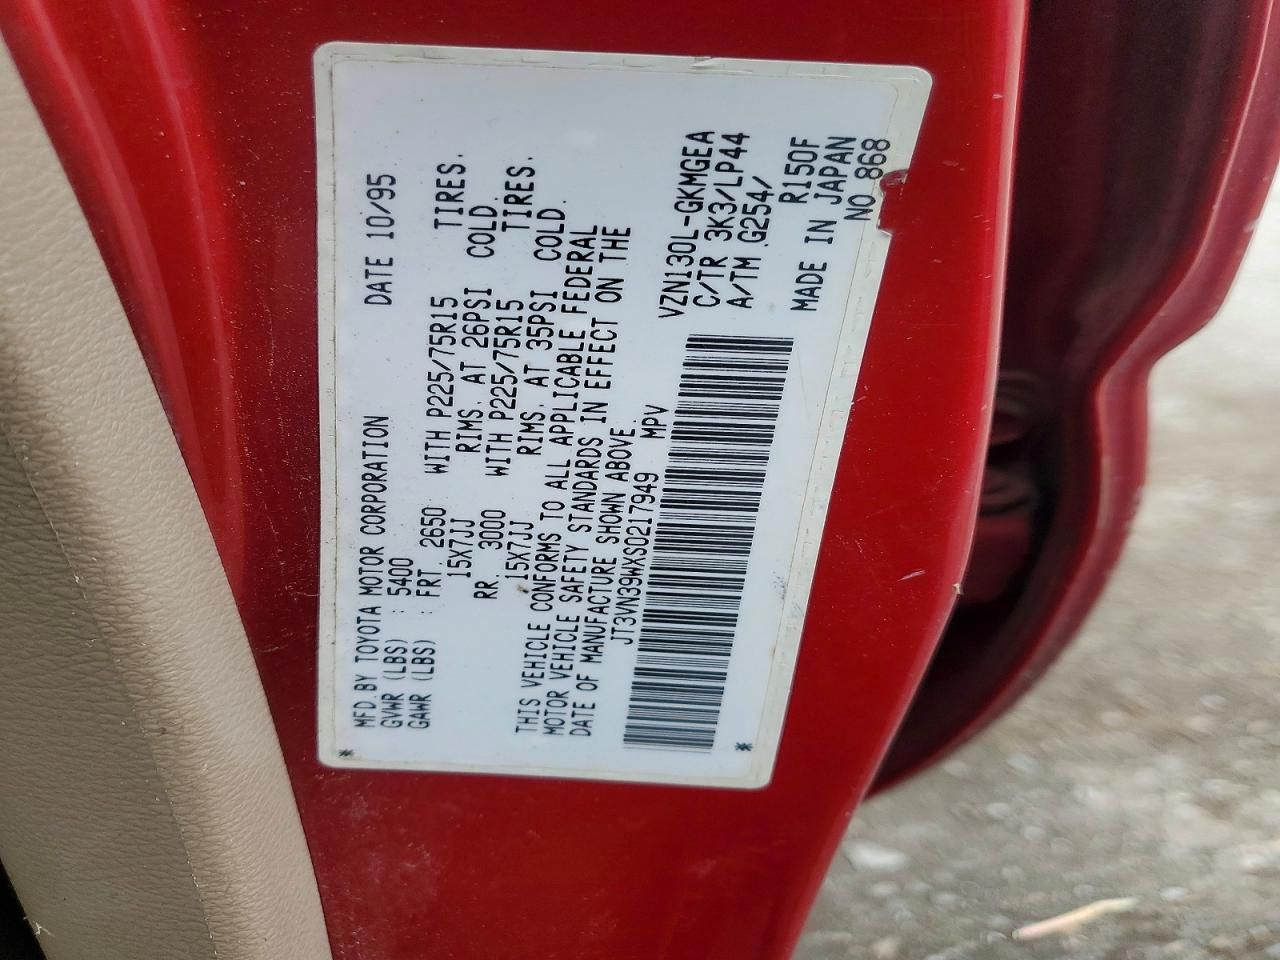 MFD.BY TOYOTA MOTOR CORPORATION DATE 10/95
GVWR (LBS) : 5400
GAWR (LBS) : FRT. 2650 WITH P225/75R15 TIRES.
15X7JJ RIMS. AT 26PSI COLD.
RR. 3000 WITH P225/75R15 TIRES.
15X7JJ RIMS. AT 35PSI COLD.
THIS VEHICLE CONFORMS TO ALL APPLICABLE FEDERAL
MOTOR VEHICLE SAFETY STANDARDS IN EFFECT ON THE
DATE OF MANUFACTURE SHOWN ABOVE.
JT3VN39WXS0217949 MPV
VZN130L-GKMGEA
C/TR 3K3/LP44
A/TM G254/
R150F
MADE IN JAPAN
NO.868
* *